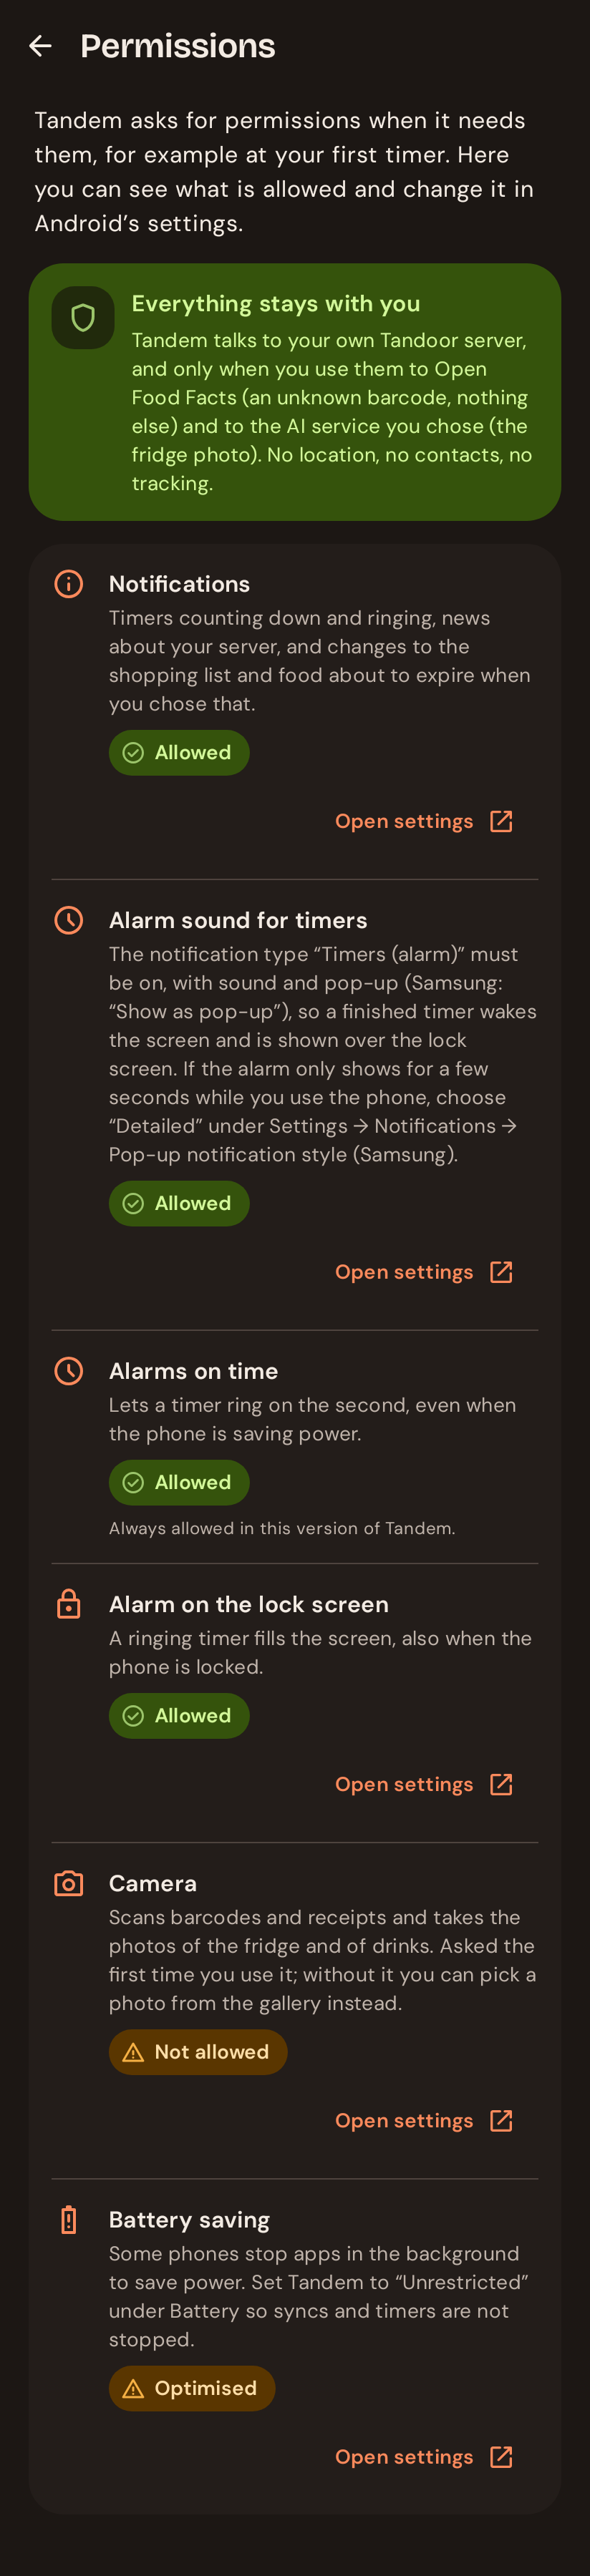 Permissions
Tandem asks for permissions when it needs
them, for example at your first timer. Here
you can see what is allowed and change it in
Android’s settings.
Everything stays with you
Tandem talks to your own Tandoor server,
and only when you use them to Open
Food Facts (an unknown barcode, nothing
else) and to the AI service you chose (the
fridge photo). No location, no contacts, no
tracking.
Notifications
Timers counting down and ringing, news
about your server, and changes to the
shopping list and food about to expire when
you chose that.
Allowed
Open settings
Alarm sound for timers
The notification type “Timers (alarm)” must
be on, with sound and pop-up (Samsung:
“Show as pop-up”), so a finished timer wakes
the screen and is shown over the lock
screen. If the alarm only shows for a few
seconds while you use the phone, choose
“Detailed” under Settings → Notifications →
Pop-up notification style (Samsung).
Allowed
Open settings
Alarms on time
Lets a timer ring on the second, even when
the phone is saving power.
Allowed
Always allowed in this version of Tandem.
Alarm on the lock screen
A ringing timer fills the screen, also when the
phone is locked.
Allowed
Open settings
Camera
Scans barcodes and receipts and takes the
photos of the fridge and of drinks. Asked the
first time you use it; without it you can pick a
photo from the gallery instead.
Not allowed
Open settings
Battery saving
Some phones stop apps in the background
to save power. Set Tandem to “Unrestricted”
under Battery so syncs and timers are not
stopped.
Optimised
Open settings